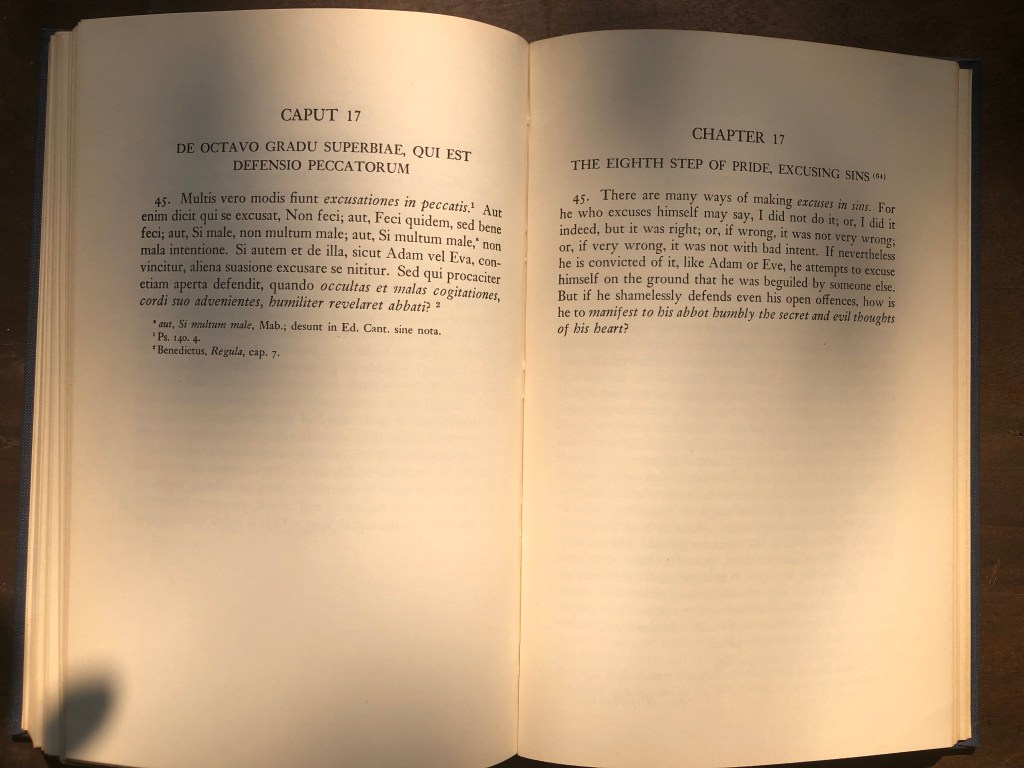 CAPUT 17
DE OCTAVO GRADU SUPERBIAE, QUI EST
DEFENSIO PECCATORUM
45. Multis vero modis fiunt excusationes in peccatis.¹ Aut
enim dicit qui se excusat, Non feci; aut, Feci quidem, sed bene
feci; aut, Si male, non multum male; aut, Si multum male,* non
mala intentione. Si autem et de illa, sicut Adam vel Eva, con-
vincitur, aliena suasione excusare se nititur. Sed qui procaciter
etiam aperta defendit, quando occultas et malas cogitationes,
cordi suo advenientes, humiliter revelaret abbati? ²
* aut, Si multum male, Mab.; desunt in Ed. Cant. sine nota.
¹ Ps. 140. 4.
² Benedictus, Regula, cap. 7.
CHAPTER 17
THE EIGHTH STEP OF PRIDE, EXCUSING SINS (64)
45. There are many ways of making excuses in sins. For
he who excuses himself may say, I did not do it; or, I did it
indeed, but it was right; or, if wrong, it was not very wrong;
or, if very wrong, it was not with bad intent. If nevertheless
he is convicted of it, like Adam or Eve, he attempts to excuse
himself on the ground that he was beguiled by someone else.
But if he shamelessly defends even his open offences, how is
he to manifest to his abbot humbly the secret and evil thoughts
of his heart?